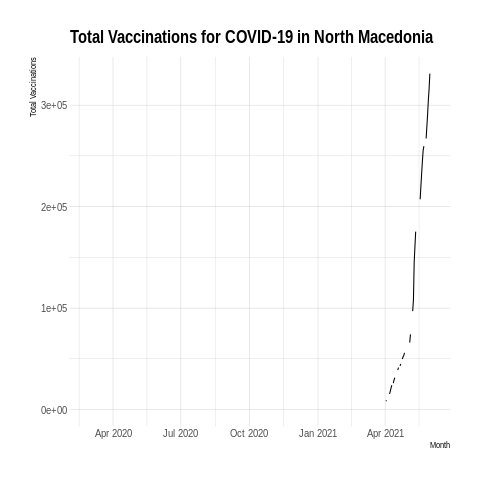 Total Vaccinations for COVID-19 in North Macedonia
Total Vaccinations
3e+05
2e+05
1e+05
0e+00
Apr 2020 Jul 2020 Oct 2020 Jan 2021 Apr 2021
Month